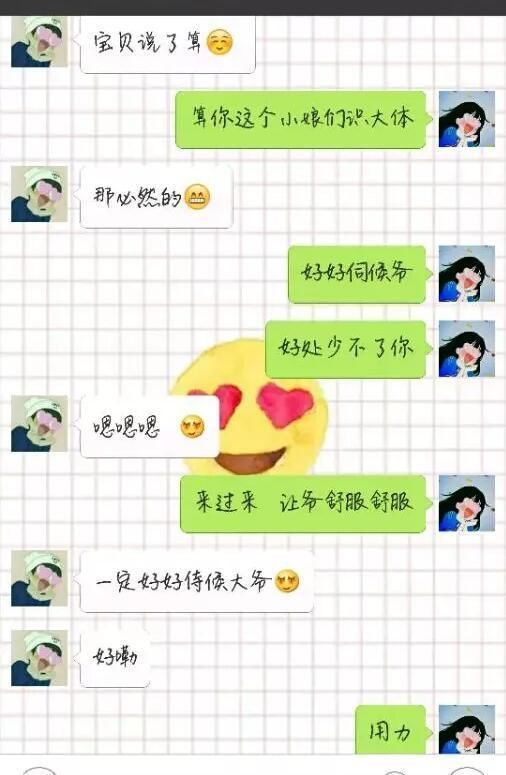 宝贝说了算
算你这个小娘们识大体
那必然的
好好伺候爷
好处少不了你
嗯嗯嗯
来过来 让爷舒服舒服
一定好好侍候大爷
好嘞
用力